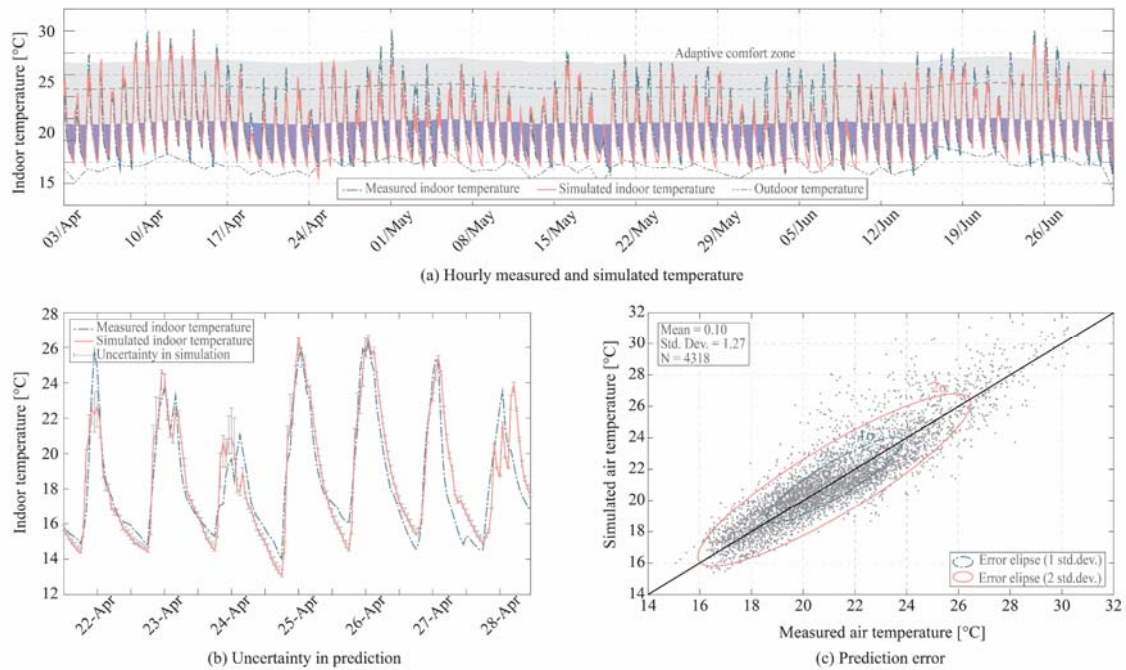 Indoor temperature [°C]
30
25
20
15
Adaptive comfort zone
Measured indoor temperature
Simulated indoor temperature
Outdoor temperature
03/Apr
10/Apr
17/Apr
24/Apr
01/May
08/May
15/May
22/May
29/May
05/Jun
12/Jun
19/Jun
26/Jun
(a) Hourly measured and simulated temperature
Indoor temperature [°C]
28
26
24
22
20
18
16
14
12
Measured indoor temperature
Simulated indoor temperature
Uncertainty in simulation
22-Apr
23-Apr
24-Apr
25-Apr
26-Apr
27-Apr
28-Apr
(b) Uncertainty in prediction
Simulated air temperature [°C]
32
30
28
26
24
22
20
18
16
14
Mean = 0.10
Std. Dev. = 1.27
N = 4318
2σ
1σ
Error elipse (1 std.dev.)
Error elipse (2 std.dev.)
14
16
18
20
22
24
26
28
30
32
Measured air temperature [°C]
(c) Prediction error